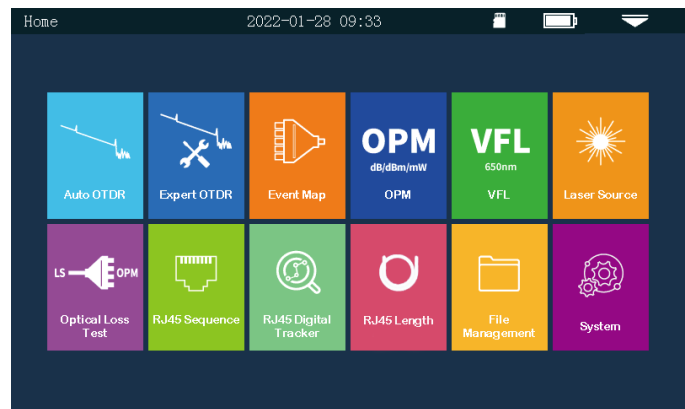 Home 2022-01-28 09:33
OPM
dB/dBm/mW
VFL
650nm
Auto OTDR
Expert OTDR
Event Map
OPM
VFL
Laser Source
LS OPM
Optical Loss
Test
RJ45 Sequence
RJ45 Digital
Tracker
RJ45 Length
File
Management
System